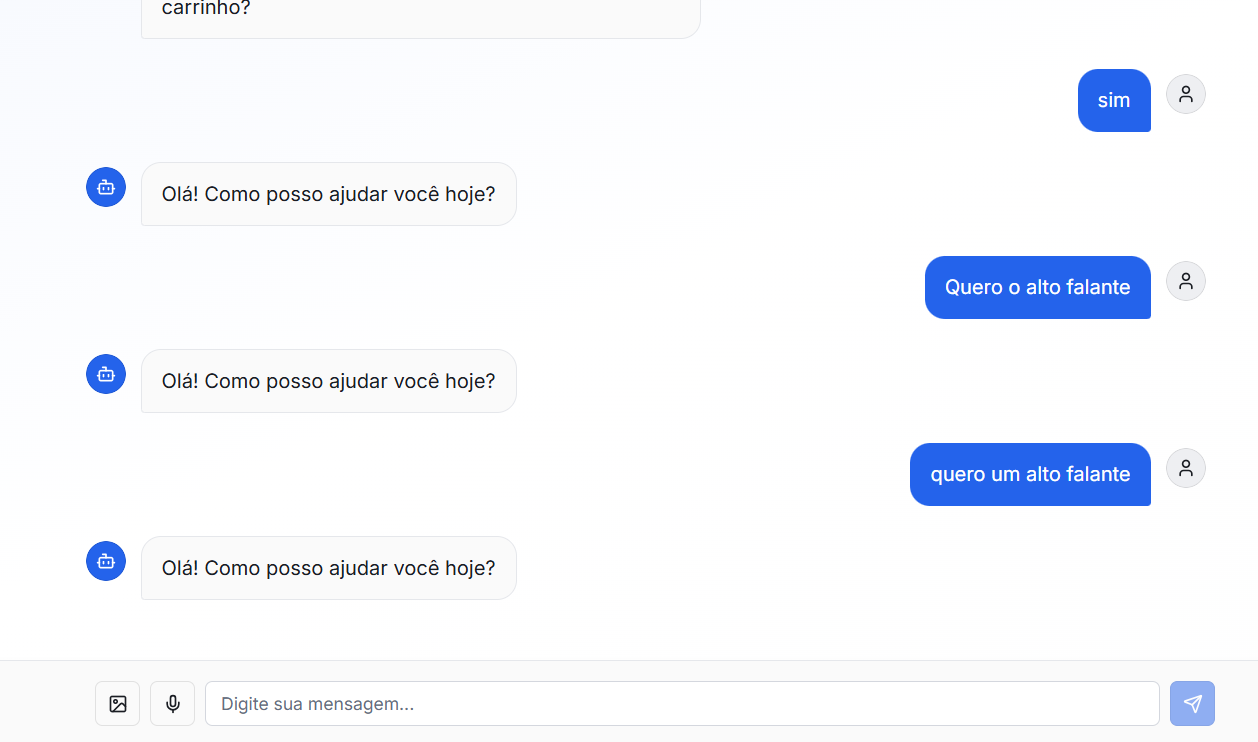 carrinho?
sim
Olá! Como posso ajudar você hoje?
Quero o alto falante
Olá! Como posso ajudar você hoje?
quero um alto falante
Olá! Como posso ajudar você hoje?
Digite sua mensagem...